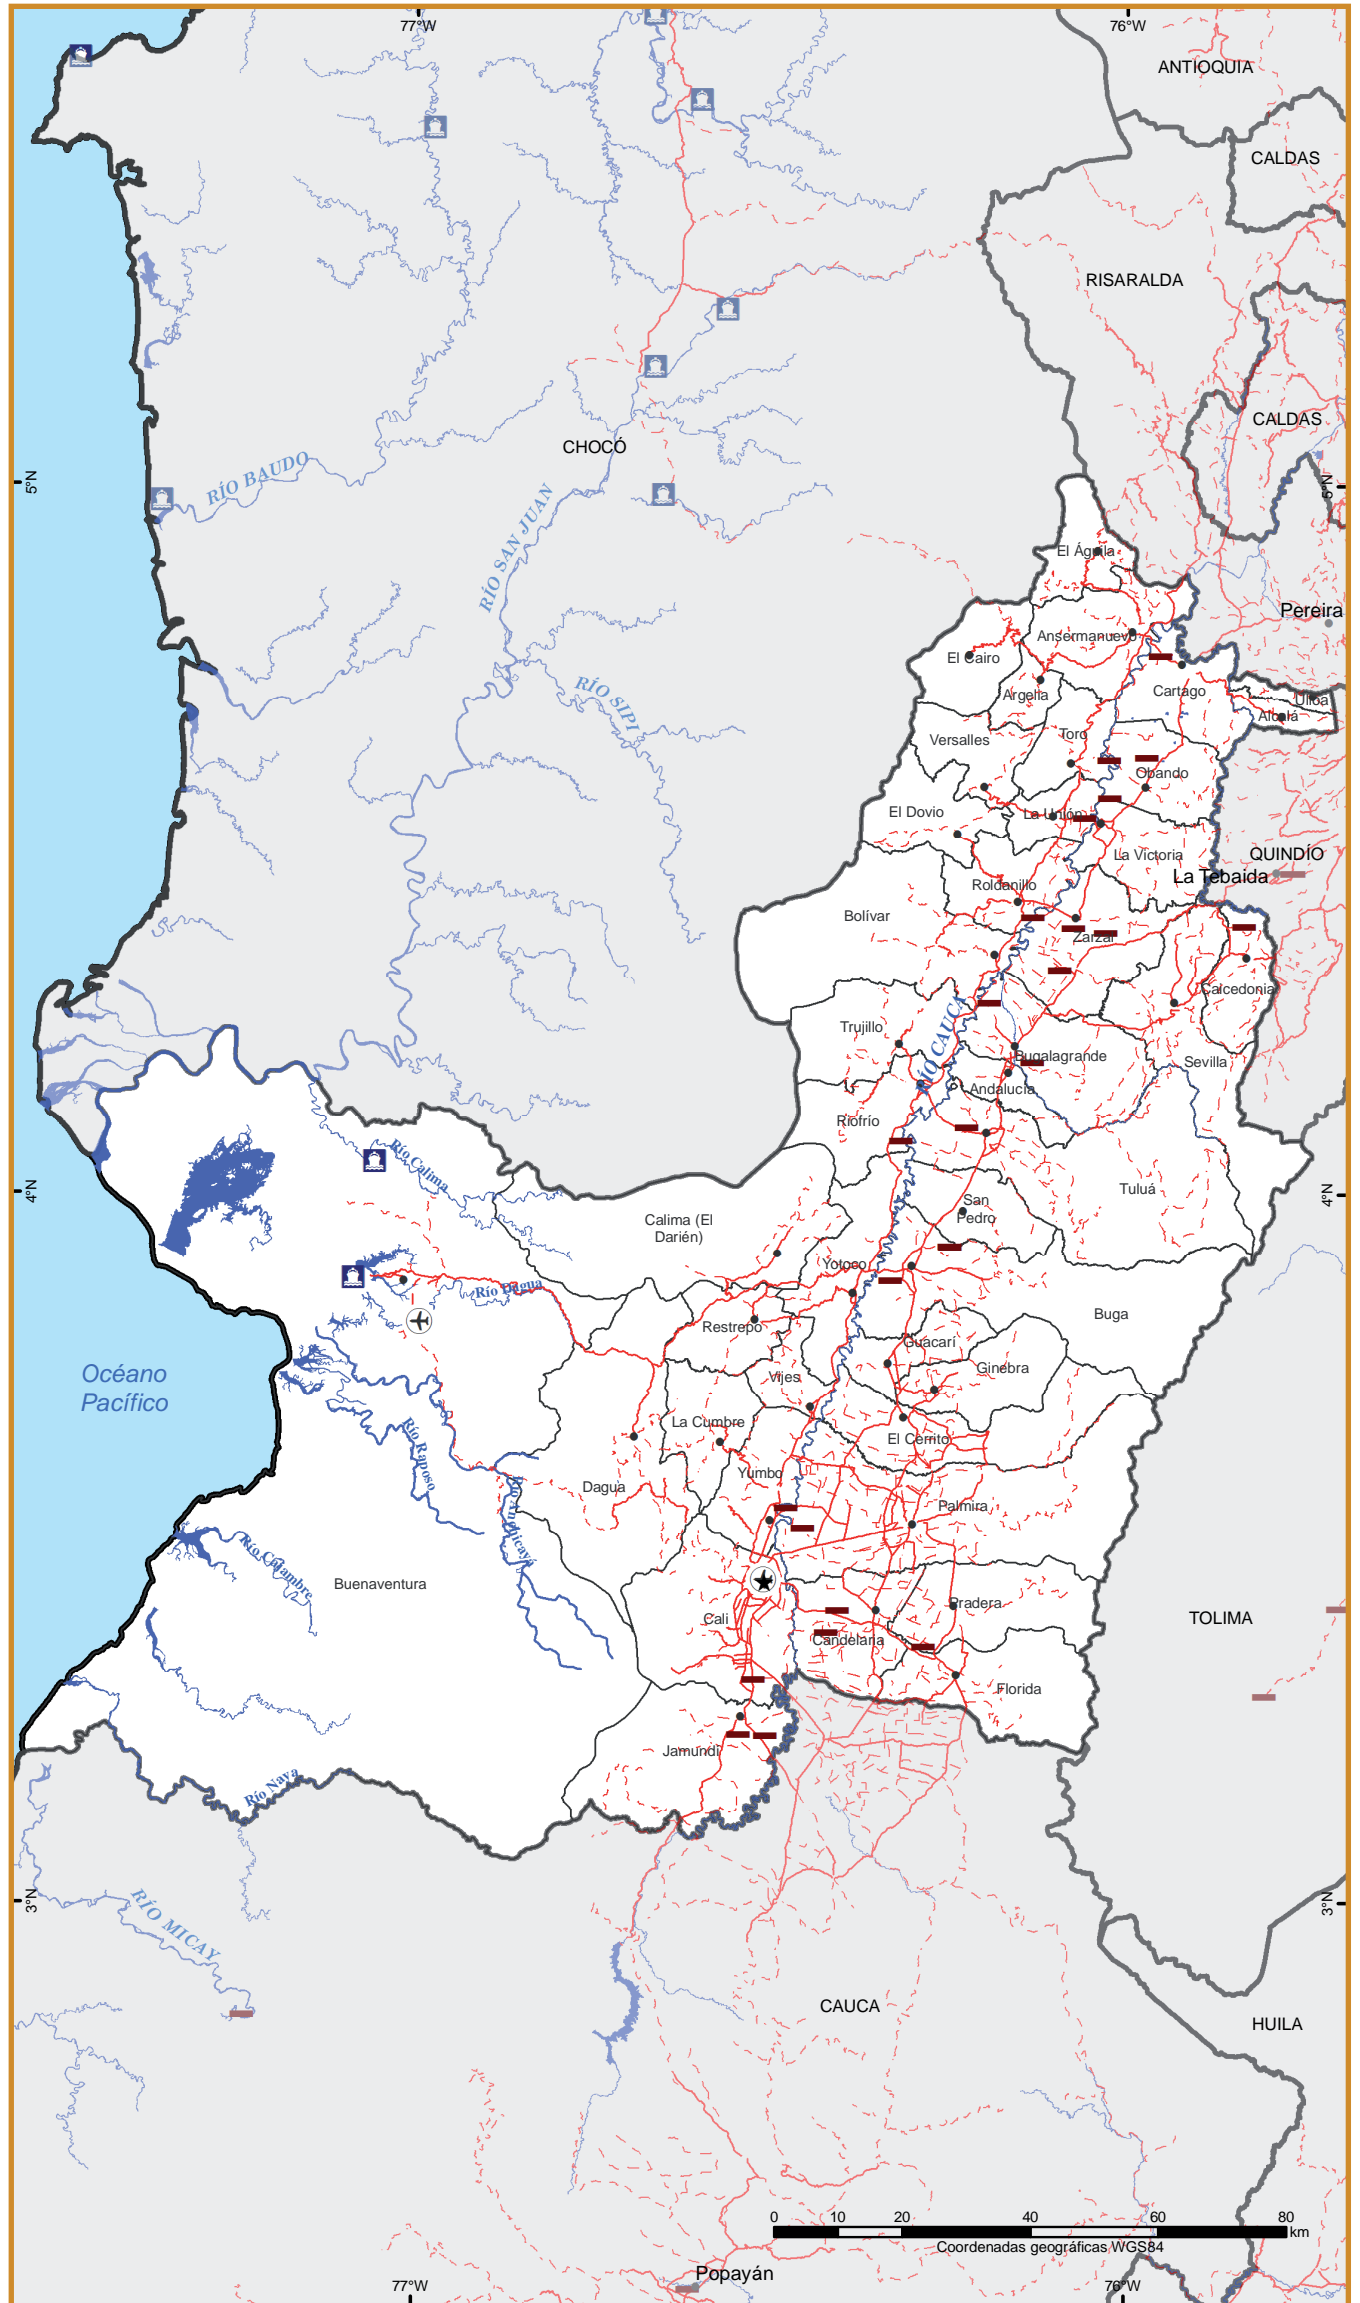 77°W
76°W
ANTIOQUIA
CALDAS
RISARALDA
CALDAS
CHOCÓ
5°N
5°N
RÍO BAUDO
RÍO SAN JUAN
El Águila
Pereira
Ansermanuevo
El Cairo
RÍO SIPI
Argelia
Cartago
Ulloa
Alcalá
Versalles
Toro
Obando
El Dovio
La Unión
La Victoria
QUINDÍO
La Tebaida
Roldanillo
Bolívar
Zarzal
Calcedonia
RÍO CAUCA
Trujillo
Bugalagrande
Sevilla
Andalucía
Riofrío
Río Calima
4°N
4°N
Tuluá
San
Pedro
Calima (El
Darién)
Yotoco
Río Dagua
Buga
Restrepo
Guacarí
Ginebra
Océano
Pacífico
Vijes
La Cumbre
El Cerrito
Río Raposo
Yumbo
Dagua
Palmira
Río Anchicayá
Río Cajambre
Buenaventura
Pradera
Cali
TOLIMA
Candelaria
Florida
Jamundí
Río Naya
3°N
3°N
RÍO MICAY
CAUCA
HUILA
0 20 40 60 80
km
Coordenadas geográficas WGS84
Popayán
77°W
76°W